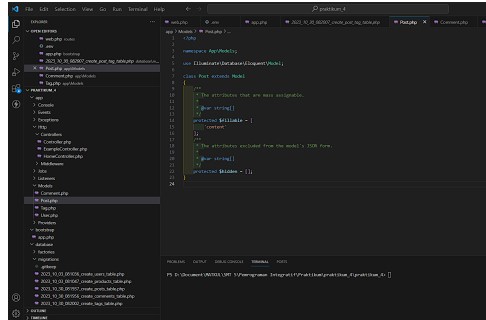 File Edit Selection View Go Run Terminal Help
praktikum_4
EXPLORER
web.php
.env
app.php
2023_10_30_082007_create_post_tag_table.php
Post.php
Comment.php
OPEN EDITORS
web.php routes
.env
app.php bootstrap
2023_10_30_082007_create_post_tag_table.php
Post.php app\Models
Comment.php app\Models
Tag.php app\Models
PRAKTIKUM_4
app
Console
Events
Exceptions
Http
Controllers
Controller.php
ExampleController.php
HomeController.php
Middleware
Jobs
Listeners
Models
Comment.php
Post.php
Tag.php
User.php
Providers
bootstrap
app.php
database
factories
migrations
.gitkeep
2023_10_03_081036_create_users_table.php
2023_10_30_081047_create_products_table.php
2023_10_30_081957_create_posts_table.php
2023_10_30_081956_create_comments_table.php
2023_10_30_082002_create_tags_table.php
OUTLINE
TIMELINE
app > Models > Post.php > ...
1 <?php
2
3 namespace App\Models;
4
5 use Illuminate\Database\Eloquent\Model;
6
7 class Post extends Model
8 {
9 /**
10 * The attributes that are mass assignable.
11 *
12 * @var string[]
13 */
14 protected $fillable = [
15 'content'
16 ];
17 /**
18 * The attributes excluded from the model's JSON form.
19 *
20 * @var string[]
21 */
22 protected $hidden = [];
23 }
24
PROBLEMS OUTPUT DEBUG CONSOLE TERMINAL PORTS
PS D:\Document\KULIAH\SMT 5\Pemrograman Integratif\Praktikum\praktikum_4\praktikum_4>